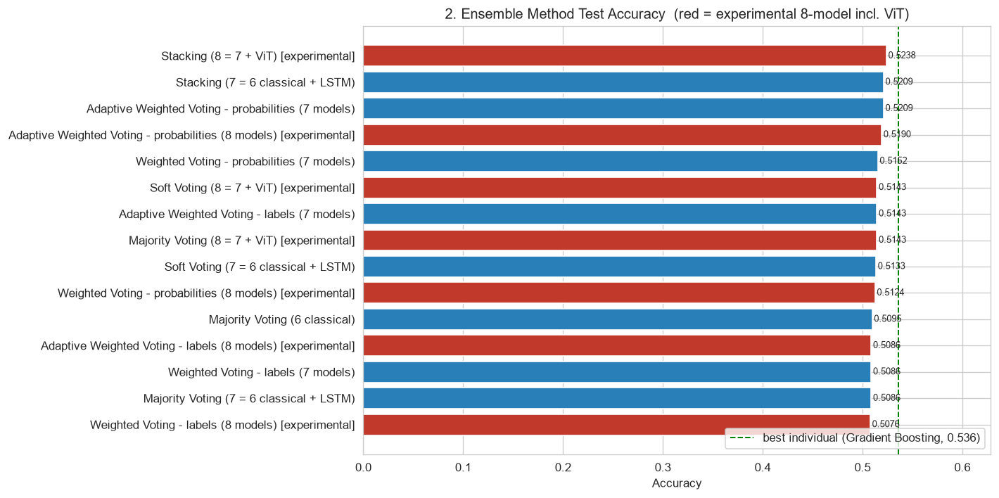 2. Ensemble Method Test Accuracy (red = experimental 8-model incl. ViT)
Stacking (8 = 7 + ViT) [experimental] 0.5238
Stacking (7 = 6 classical + LSTM) 0.5209
Adaptive Weighted Voting - probabilities (7 models) 0.5209
Adaptive Weighted Voting - probabilities (8 models) [experimental] 0.5190
Weighted Voting - probabilities (7 models) 0.5152
Soft Voting (8 = 7 + ViT) [experimental] 0.5143
Adaptive Weighted Voting - labels (7 models) 0.5143
Majority Voting (8 = 7 + ViT) [experimental] 0.5143
Soft Voting (7 = 6 classical + LSTM) 0.5133
Weighted Voting - probabilities (8 models) [experimental] 0.5124
Majority Voting (6 classical) 0.5095
Adaptive Weighted Voting - labels (8 models) [experimental] 0.5086
Weighted Voting - labels (7 models) 0.5086
Majority Voting (7 = 6 classical + LSTM) 0.5086
Weighted Voting - labels (8 models) [experimental] 0.5076
best individual (Gradient Boosting, 0.536)
0.0 0.1 0.2 0.3 0.4 0.5 0.6
Accuracy